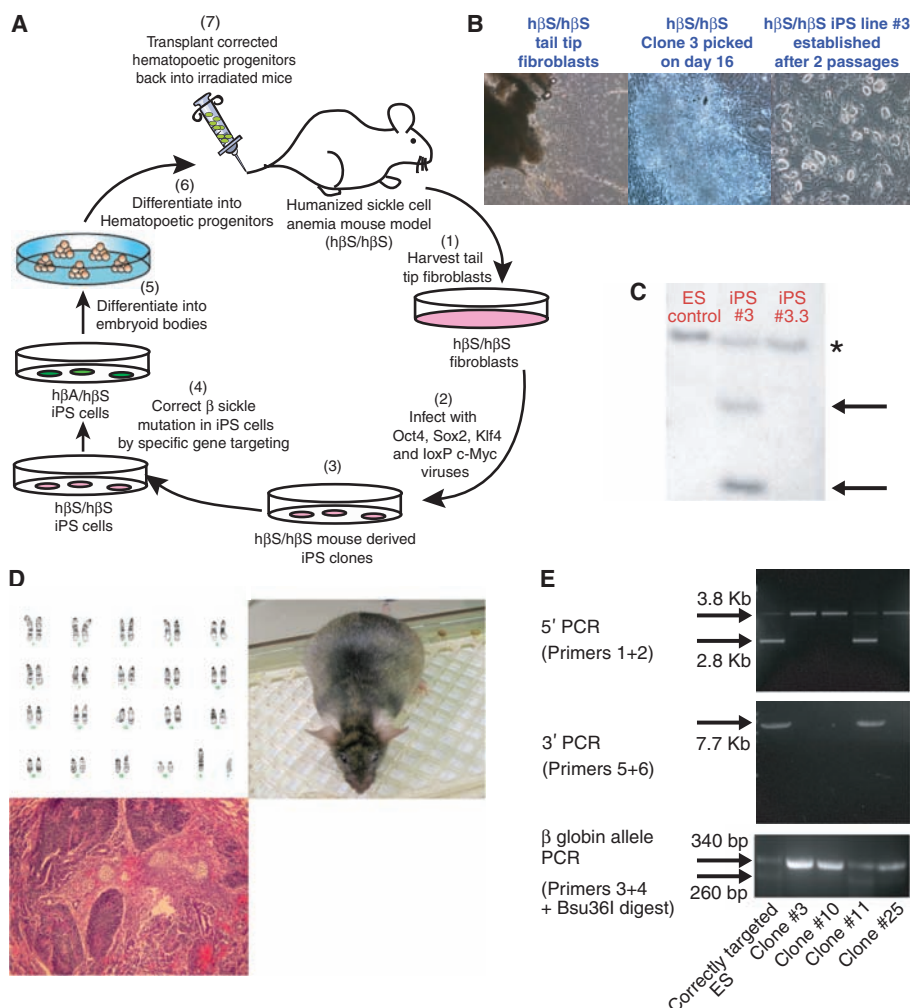 A
(7)
Transplant corrected
hematopoetic progenitors
back into irradiated mice
(6)
Differentiate into
Hematopoetic progenitors
Humanized sickle cell
anemia mouse model
(hβS/hβS)
(1)
Harvest tail
tip fibroblasts
hβS/hβS
fibroblasts
(5)
Differentiate into
embryoid bodies
hβA/hβS
iPS cells
(4)
Correct β sickle
mutation in iPS cells
by specific gene targeting
(2)
Infect with
Oct4, Sox2, Klf4
and loxP c-Myc
viruses
(3)
hβS/hβS
iPS cells
hβS/hβS mouse derived
iPS clones
B
hβS/hβS
tail tip
fibroblasts
hβS/hβS
Clone 3 picked
on day 16
hβS/hβS iPS line #3
established
after 2 passages
C
ES
control
iPS
#3
iPS
#3.3
*
D
E
5′ PCR
(Primers 1+2)
3.8 Kb
2.8 Kb
3′ PCR
(Primers 5+6)
7.7 Kb
β globin allele
PCR
(Primers 3+4
+ Bsu36I digest)
340 bp
260 bp
Correctly targeted
ES
Clone #3
Clone #10
Clone #11
Clone #25